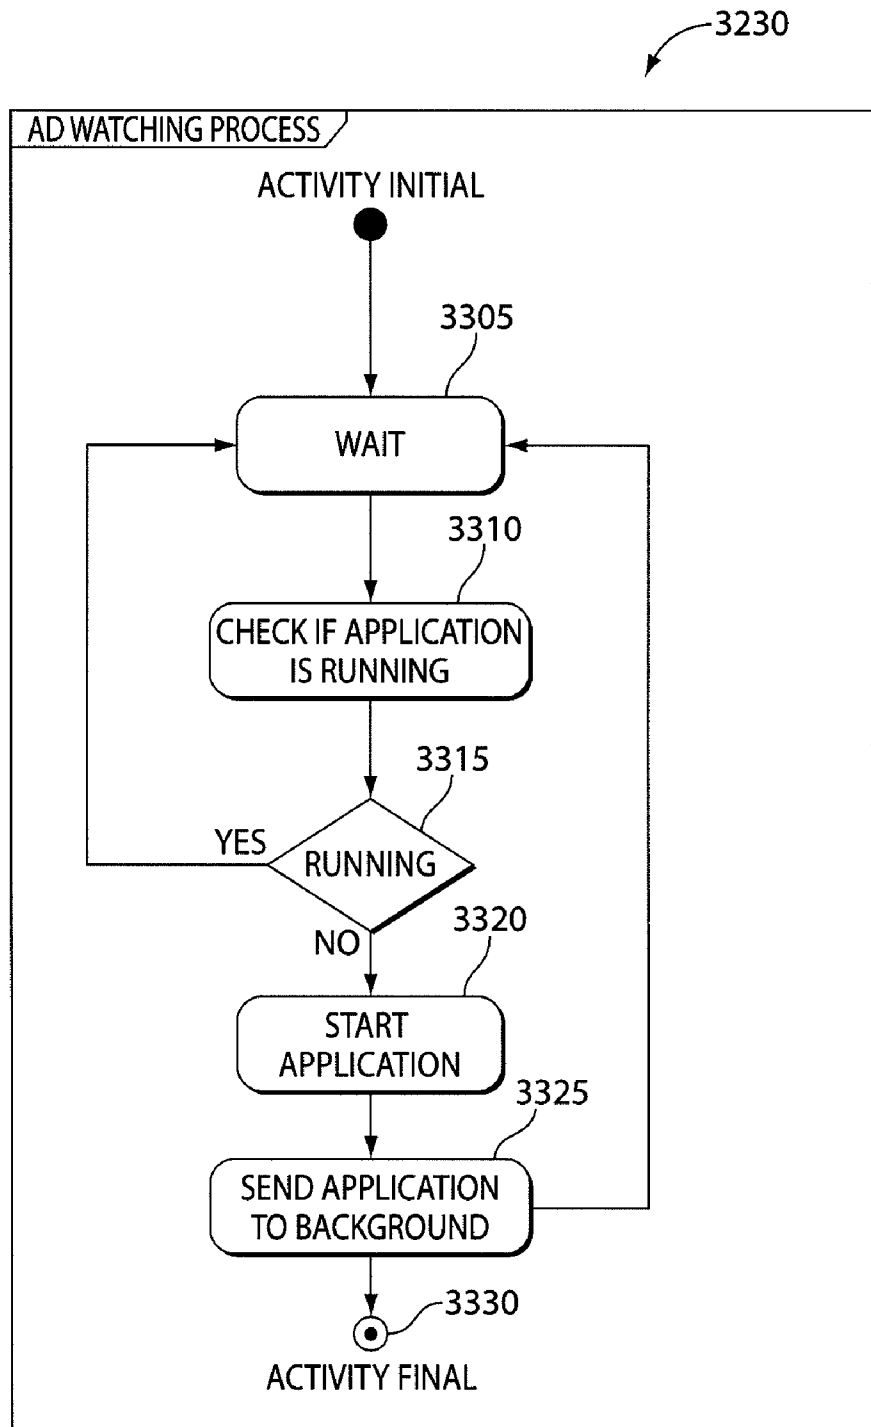 3230
AD WATCHING PROCESS
ACTIVITY INITIAL
3305
WAIT
3310
CHECK IF APPLICATION
IS RUNNING
3315
YES
RUNNING
NO
3320
START
APPLICATION
3325
SEND APPLICATION
TO BACKGROUND
3330
ACTIVITY FINAL